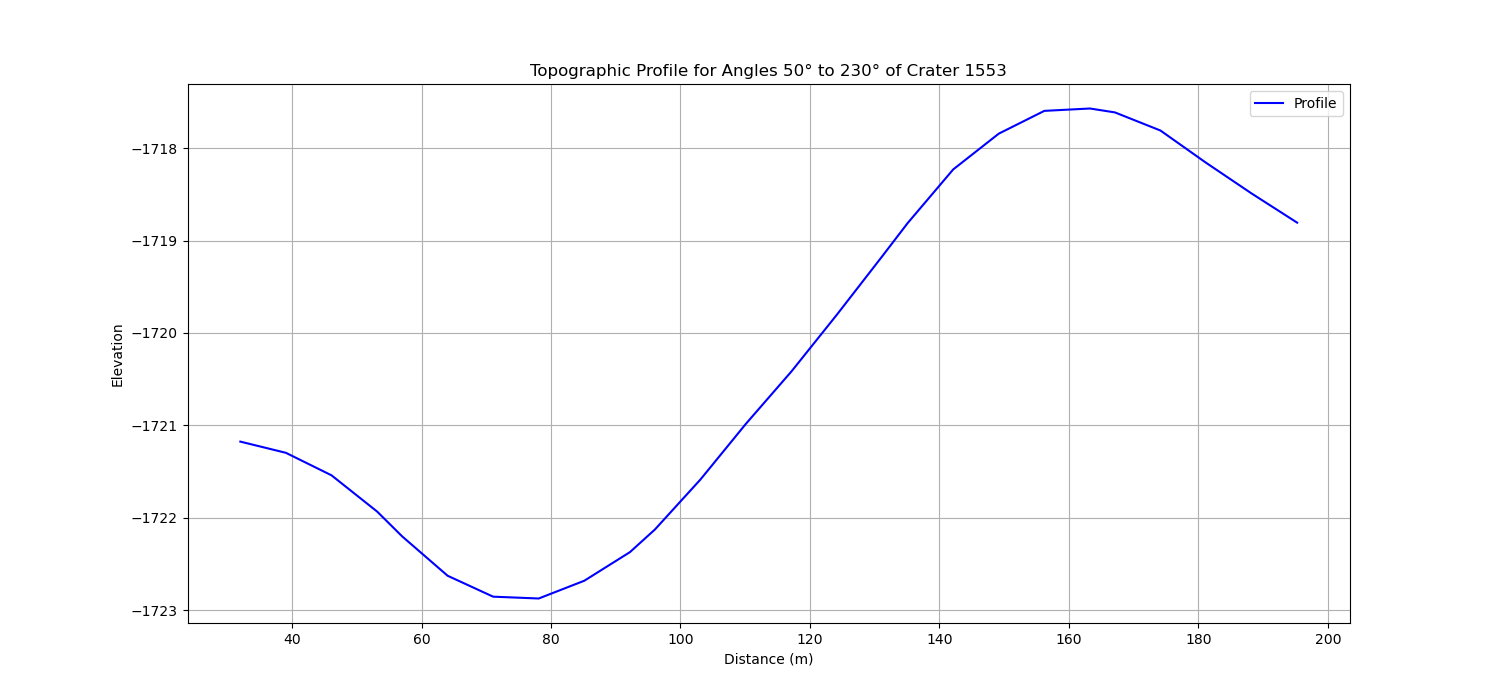 Topographic Profile for Angles 50° to 230° of Crater 1553
Profile
−1718
−1719
−1720
−1721
−1722
−1723
Elevation
40 60 80 100 120 140 160 180 200
Distance (m)